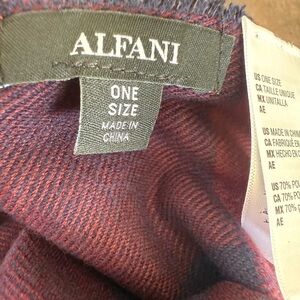 ALFANI
ONE
SIZE
MADE IN
CHINA
US ONE SIZE
CA TAILLE UNIQUE
MX UNITALLA
AE
US MADE IN CHINA
CA FABRIQUÉ EN
MX HECHO EN
AE
US 70%
CA 70%
MX 70%
AE